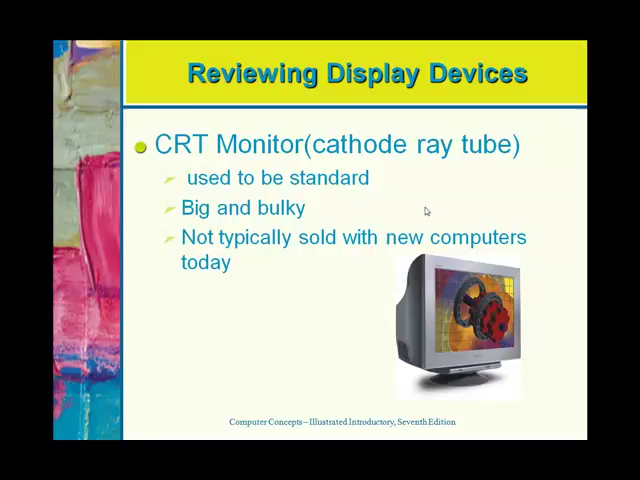 Reviewing Display Devices
CRT Monitor(cathode ray tube)
used to be standard
Big and bulky
Not typically sold with new computers
today
Computer Concepts – Illustrated Introductory, Seventh Edition